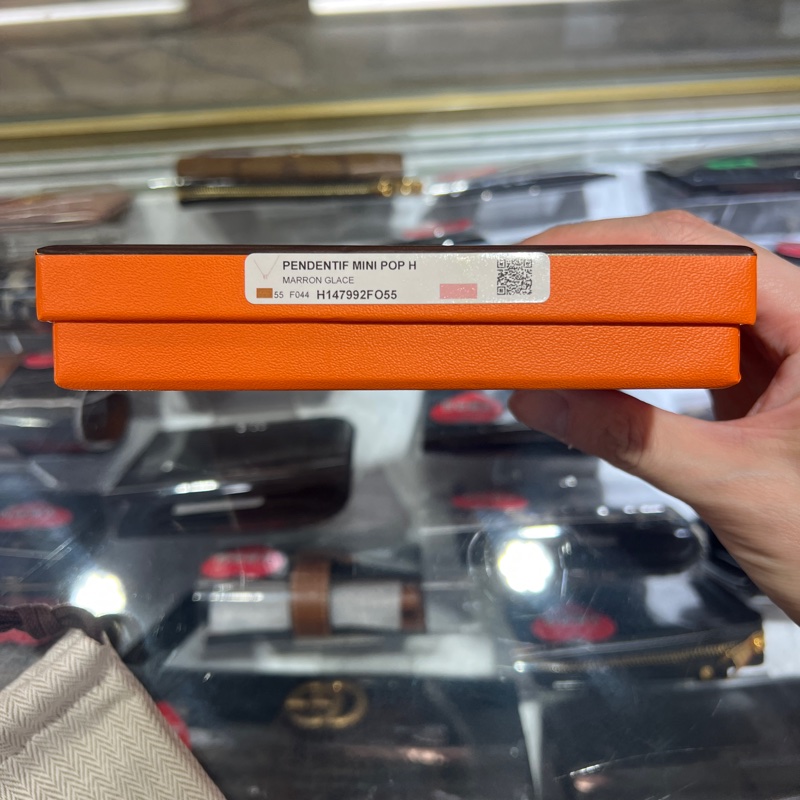 PENDENTIF MINI POP H
MARRON GLACE
55 F044 H147992FO55